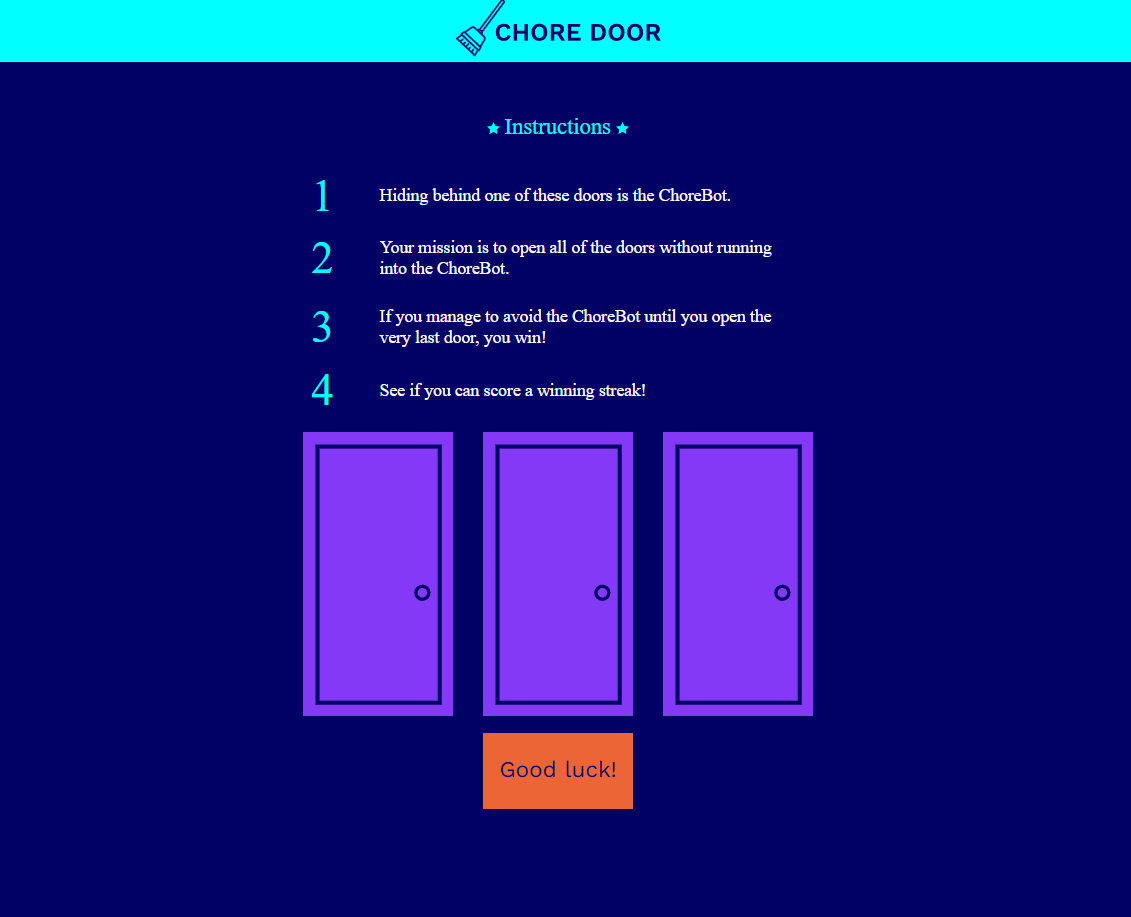 CHORE DOOR
★ Instructions ★
1 Hiding behind one of these doors is the ChoreBot.
2 Your mission is to open all of the doors without running
into the ChoreBot.
3 If you manage to avoid the ChoreBot until you open the
very last door, you win!
4 See if you can score a winning streak!
Good luck!